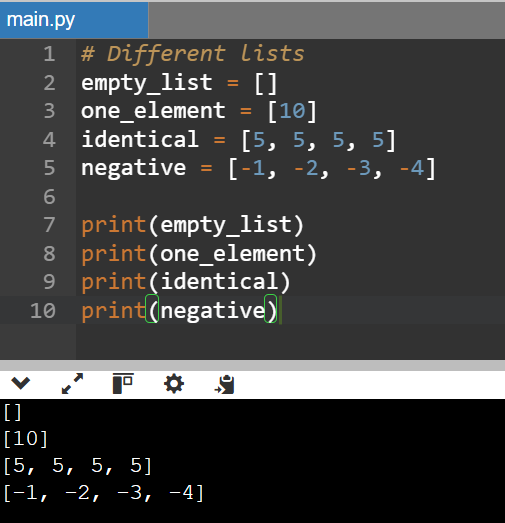 main.py
1 # Different lists
2 empty_list = []
3 one_element = [10]
4 identical = [5, 5, 5, 5]
5 negative = [-1, -2, -3, -4]
6
7 print(empty_list)
8 print(one_element)
9 print(identical)
10 print(negative)
[]
[10]
[5, 5, 5, 5]
[-1, -2, -3, -4]